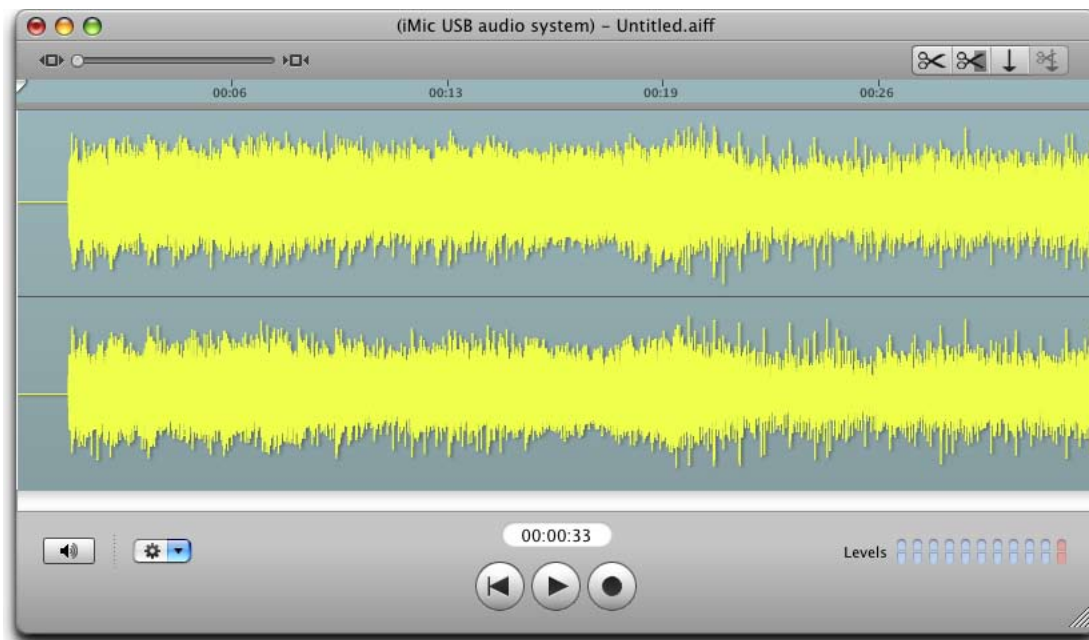 (iMic USB audio system) – Untitled.aiff
00:06 00:13 00:19 00:26
00:00:33
Levels